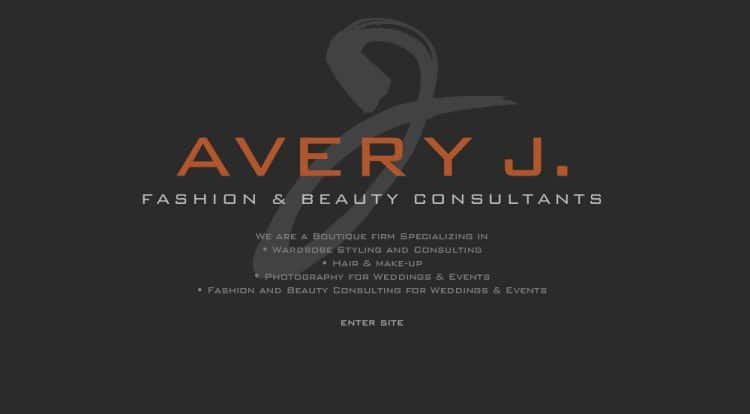 AVERY J.
FASHION & BEAUTY CONSULTANTS
We are a Boutique firm Specializing in
• Wardrobe Styling and Consulting
• Hair & make-up
• Photography for Weddings & Events
• Fashion and Beauty Consulting for Weddings & Events
ENTER SITE